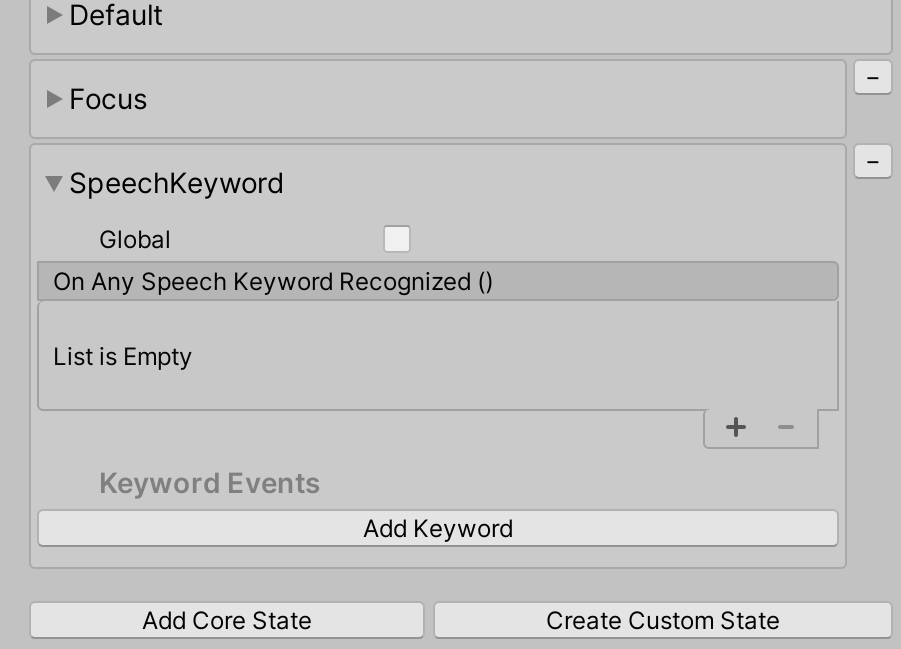 Default
Focus
SpeechKeyword
Global
On Any Speech Keyword Recognized ()
List is Empty
Keyword Events
Add Keyword
Add Core State
Create Custom State